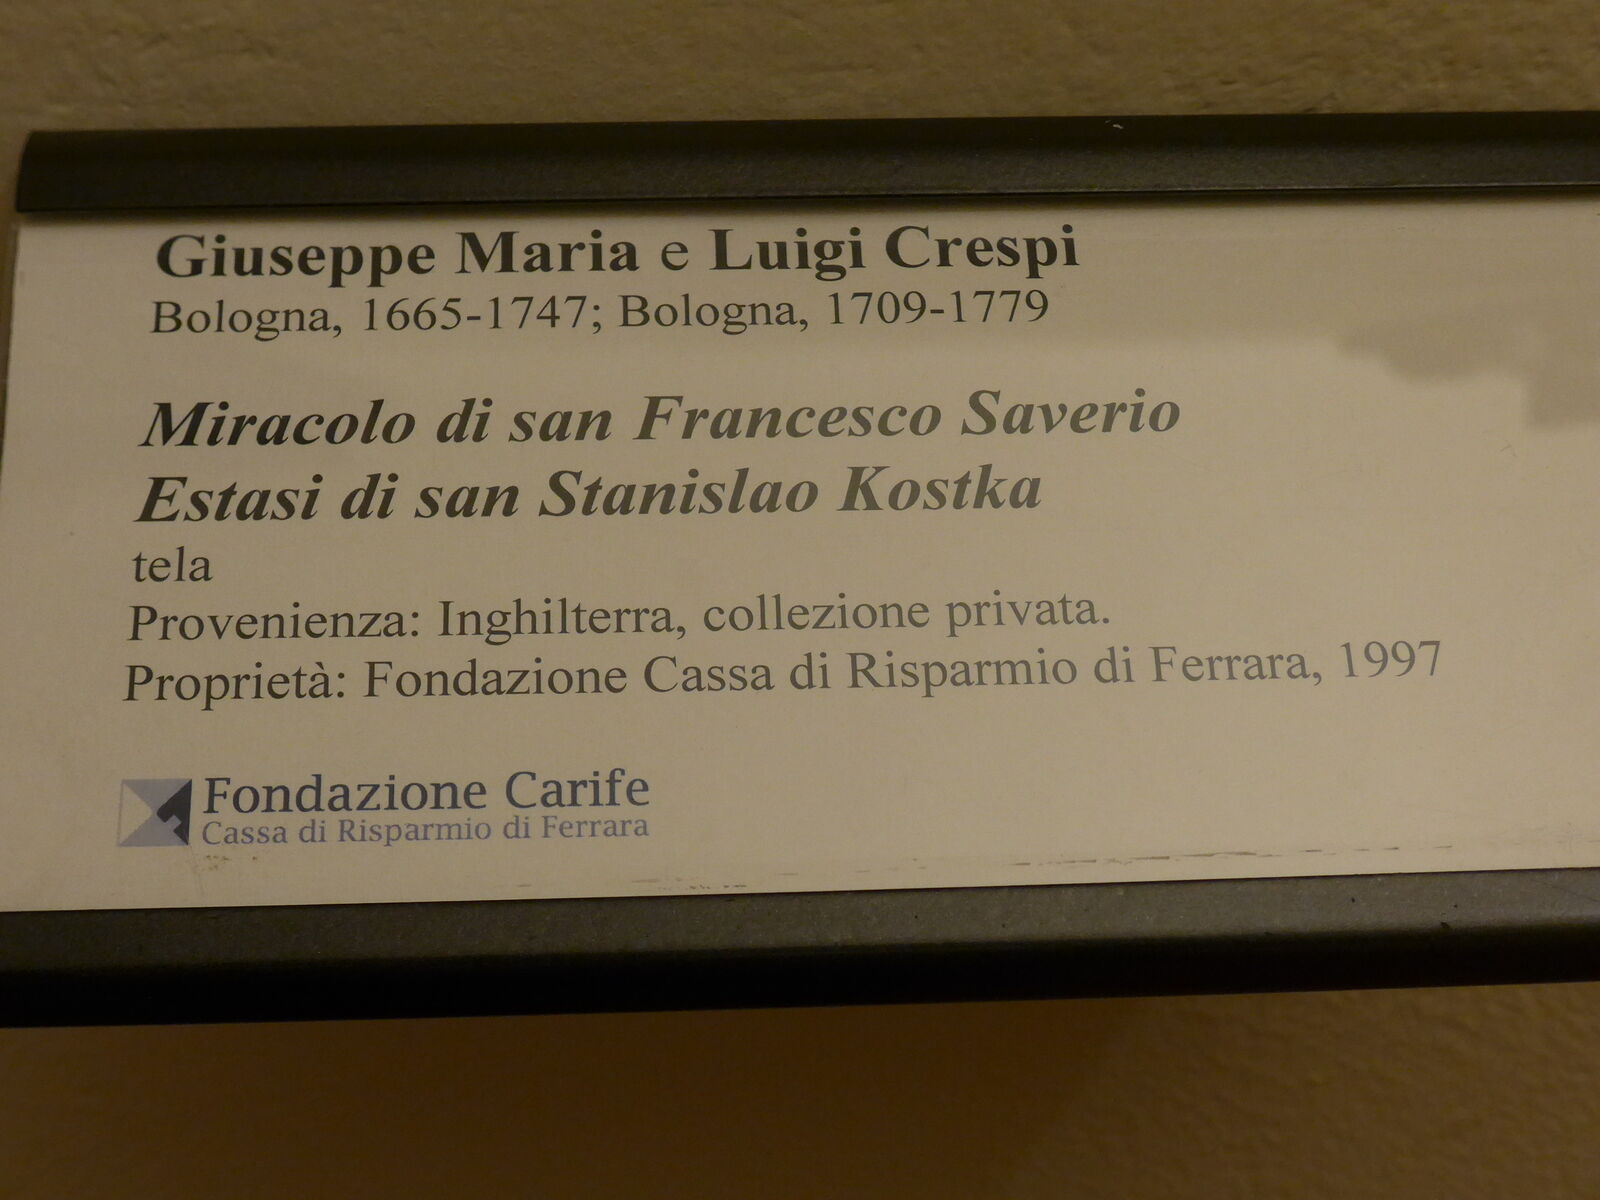 Giuseppe Maria e Luigi Crespi
Bologna, 1665-1747; Bologna, 1709-1779
Miracolo di san Francesco Saverio
Estasi di san Stanislao Kostka
tela
Provenienza: Inghilterra, collezione privata.
Proprietà: Fondazione Cassa di Risparmio di Ferrara, 1997
Fondazione Carife
Cassa di Risparmio di Ferrara